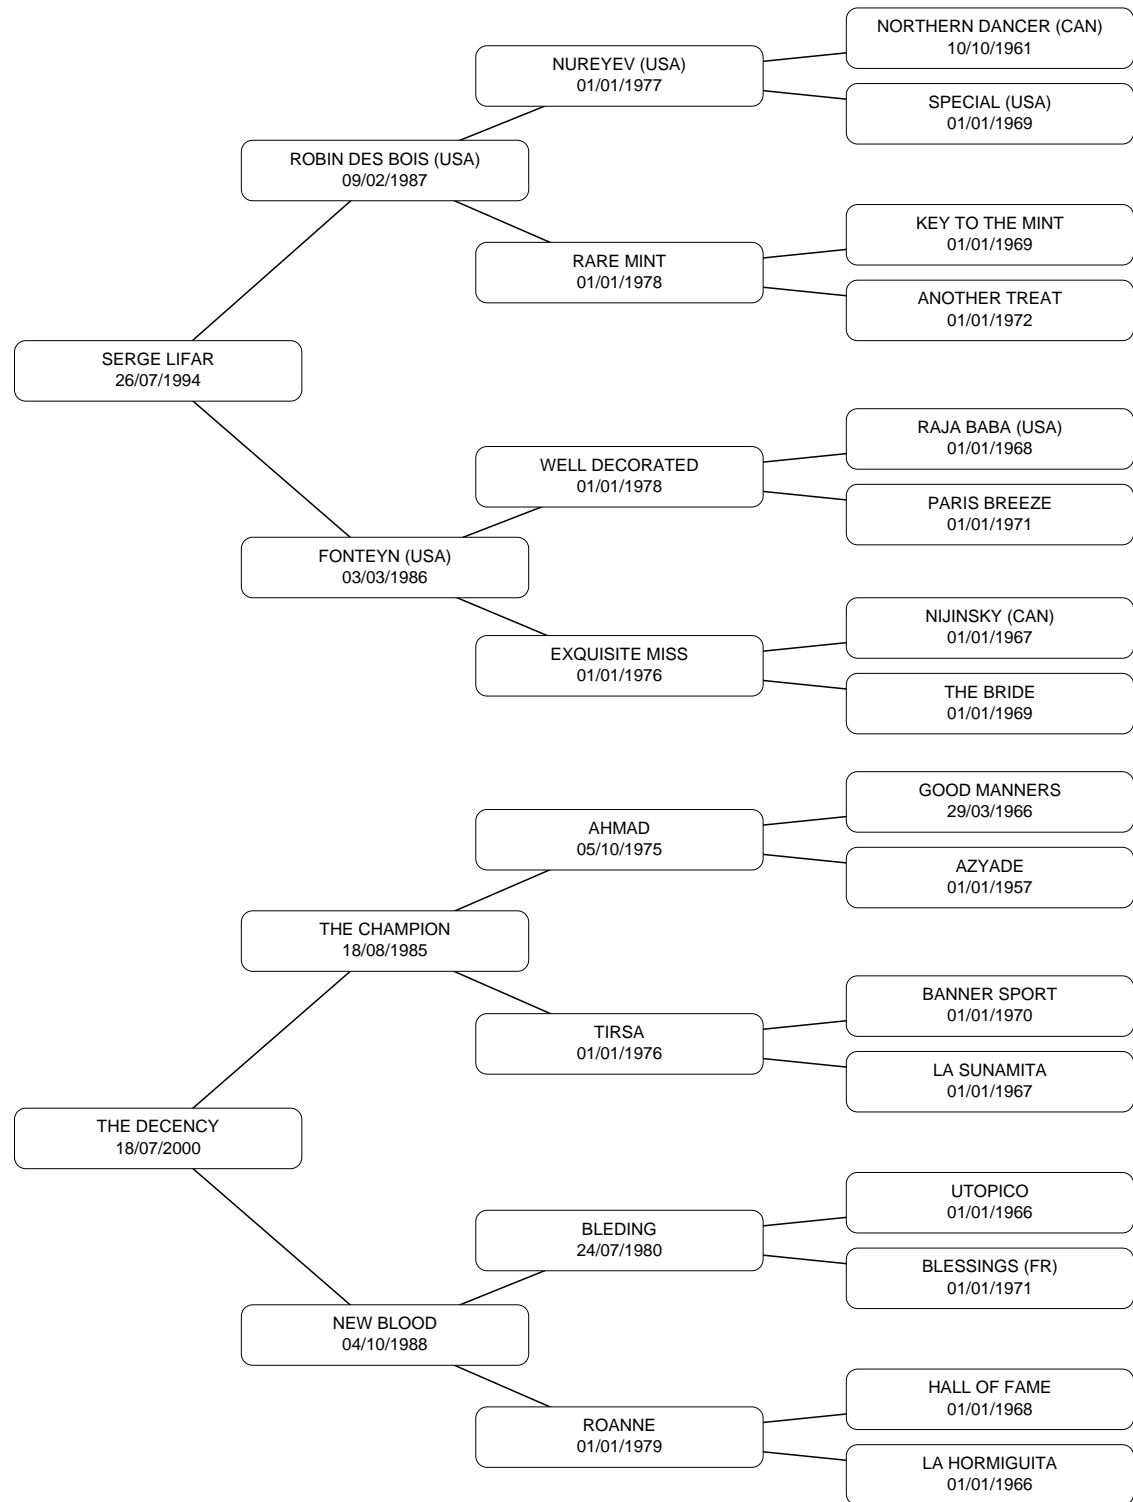 NORTHERN DANCER (CAN)
10/10/1961
NUREYEV (USA)
01/01/1977
SPECIAL (USA)
01/01/1969
ROBIN DES BOIS (USA)
09/02/1987
KEY TO THE MINT
01/01/1969
RARE MINT
01/01/1978
ANOTHER TREAT
01/01/1972
SERGE LIFAR
26/07/1994
RAJA BABA (USA)
01/01/1968
WELL DECORATED
01/01/1978
PARIS BREEZE
01/01/1971
FONTEYN (USA)
03/03/1986
NIJINSKY (CAN)
01/01/1967
EXQUISITE MISS
01/01/1976
THE BRIDE
01/01/1969
GOOD MANNERS
29/03/1966
AHMAD
05/10/1975
AZYADE
01/01/1957
THE CHAMPION
18/08/1985
BANNER SPORT
01/01/1970
TIRSA
01/01/1976
LA SUNAMITA
01/01/1967
THE DECENCY
18/07/2000
UTOPICO
01/01/1966
BLEDING
24/07/1980
BLESSINGS (FR)
01/01/1971
NEW BLOOD
04/10/1988
HALL OF FAME
01/01/1968
ROANNE
01/01/1979
LA HORMIGUITA
01/01/1966